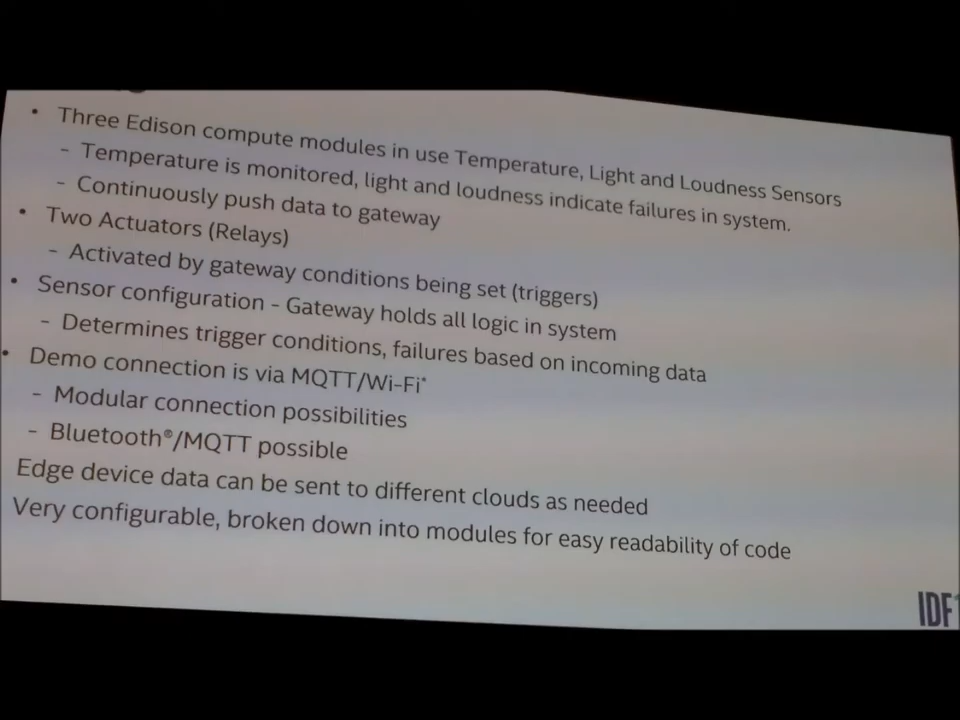 • Three Edison compute modules in use Temperature, Light and Loudness Sensors
– Temperature is monitored, light and loudness indicate failures in system.
– Continuously push data to gateway
• Two Actuators (Relays)
– Activated by gateway conditions being set (triggers)
• Sensor configuration – Gateway holds all logic in system
– Determines trigger conditions, failures based on incoming data
• Demo connection is via MQTT/Wi-Fi*
– Modular connection possibilities
– Bluetooth®/MQTT possible
Edge device data can be sent to different clouds as needed
Very configurable, broken down into modules for easy readability of code
IDF